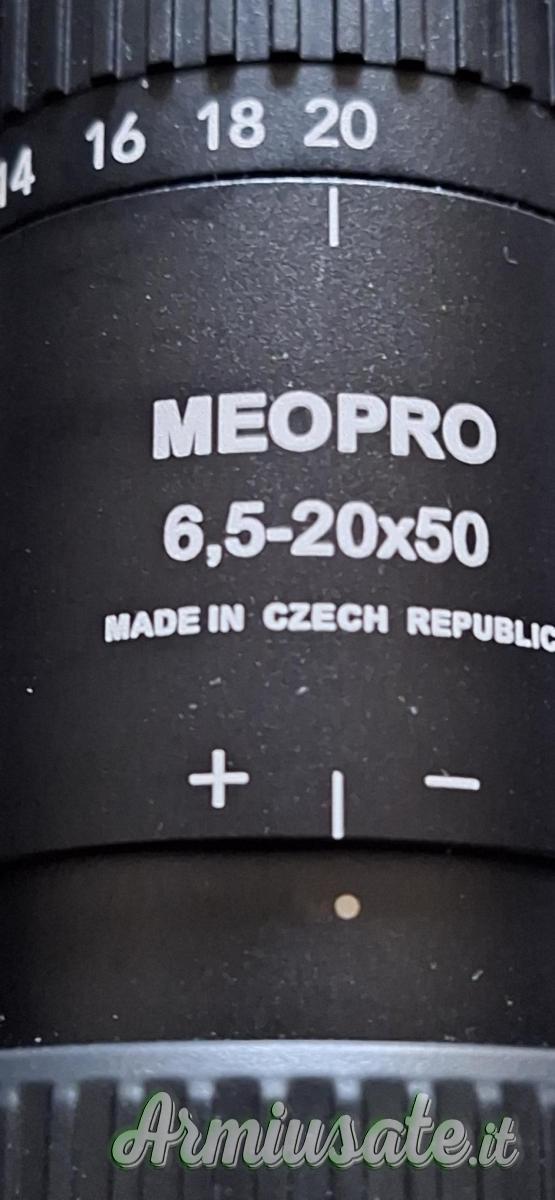 14 16 18 20
MEOPRO
6,5-20x50
MADE IN CZECH REPUBLIC
+ | −
Armiusate.it